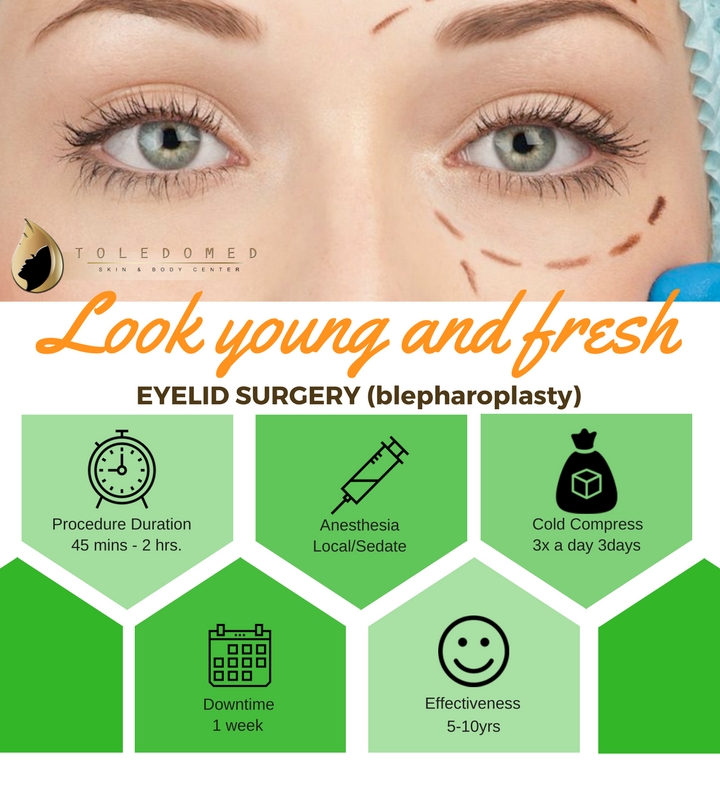 TOLEDOMED
SKIN & BODY CENTER
Look young and fresh
EYELID SURGERY (blepharoplasty)
Procedure Duration
45 mins - 2 hrs.
Anesthesia
Local/Sedate
Cold Compress
3x a day 3days
Downtime
1 week
Effectiveness
5-10yrs